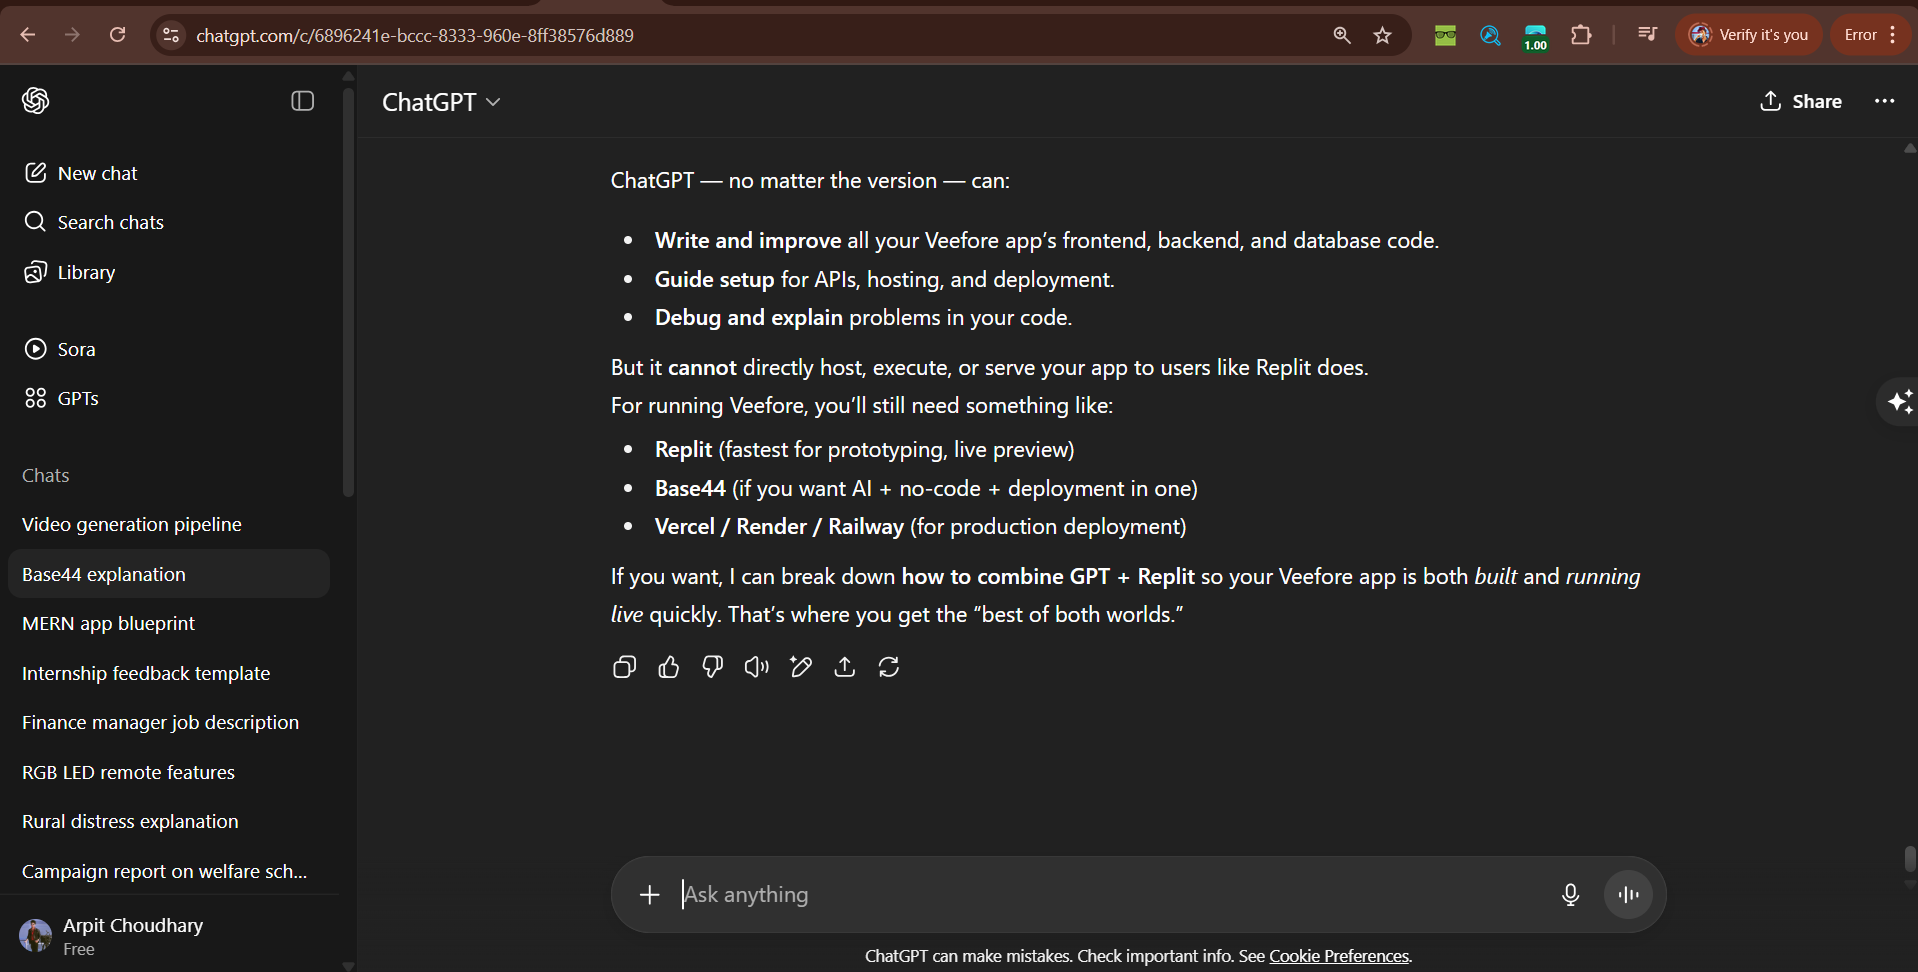 chatgpt.com/c/6896241e-bccc-8333-960e-8ff38576d889
1.00
Verify it's you
Error
ChatGPT
Share
New chat
Search chats
Library
Sora
GPTs
Chats
Video generation pipeline
Base44 explanation
MERN app blueprint
Internship feedback template
Finance manager job description
RGB LED remote features
Rural distress explanation
Campaign report on welfare sch...
Arpit Choudhary
Free
ChatGPT — no matter the version — can:
• Write and improve all your Veefore app’s frontend, backend, and database code.
• Guide setup for APIs, hosting, and deployment.
• Debug and explain problems in your code.
But it cannot directly host, execute, or serve your app to users like Replit does.
For running Veefore, you’ll still need something like:
• Replit (fastest for prototyping, live preview)
• Base44 (if you want AI + no-code + deployment in one)
• Vercel / Render / Railway (for production deployment)
If you want, I can break down how to combine GPT + Replit so your Veefore app is both built and running
live quickly. That’s where you get the “best of both worlds.”
Ask anything
ChatGPT can make mistakes. Check important info. See Cookie Preferences.